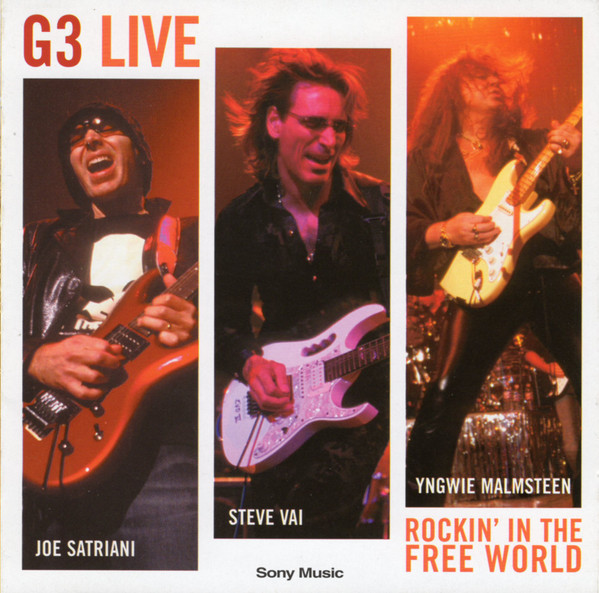 G3 LIVE
JOE SATRIANI
STEVE VAI
YNGWIE MALMSTEEN
ROCKIN' IN THE
FREE WORLD
Sony Music